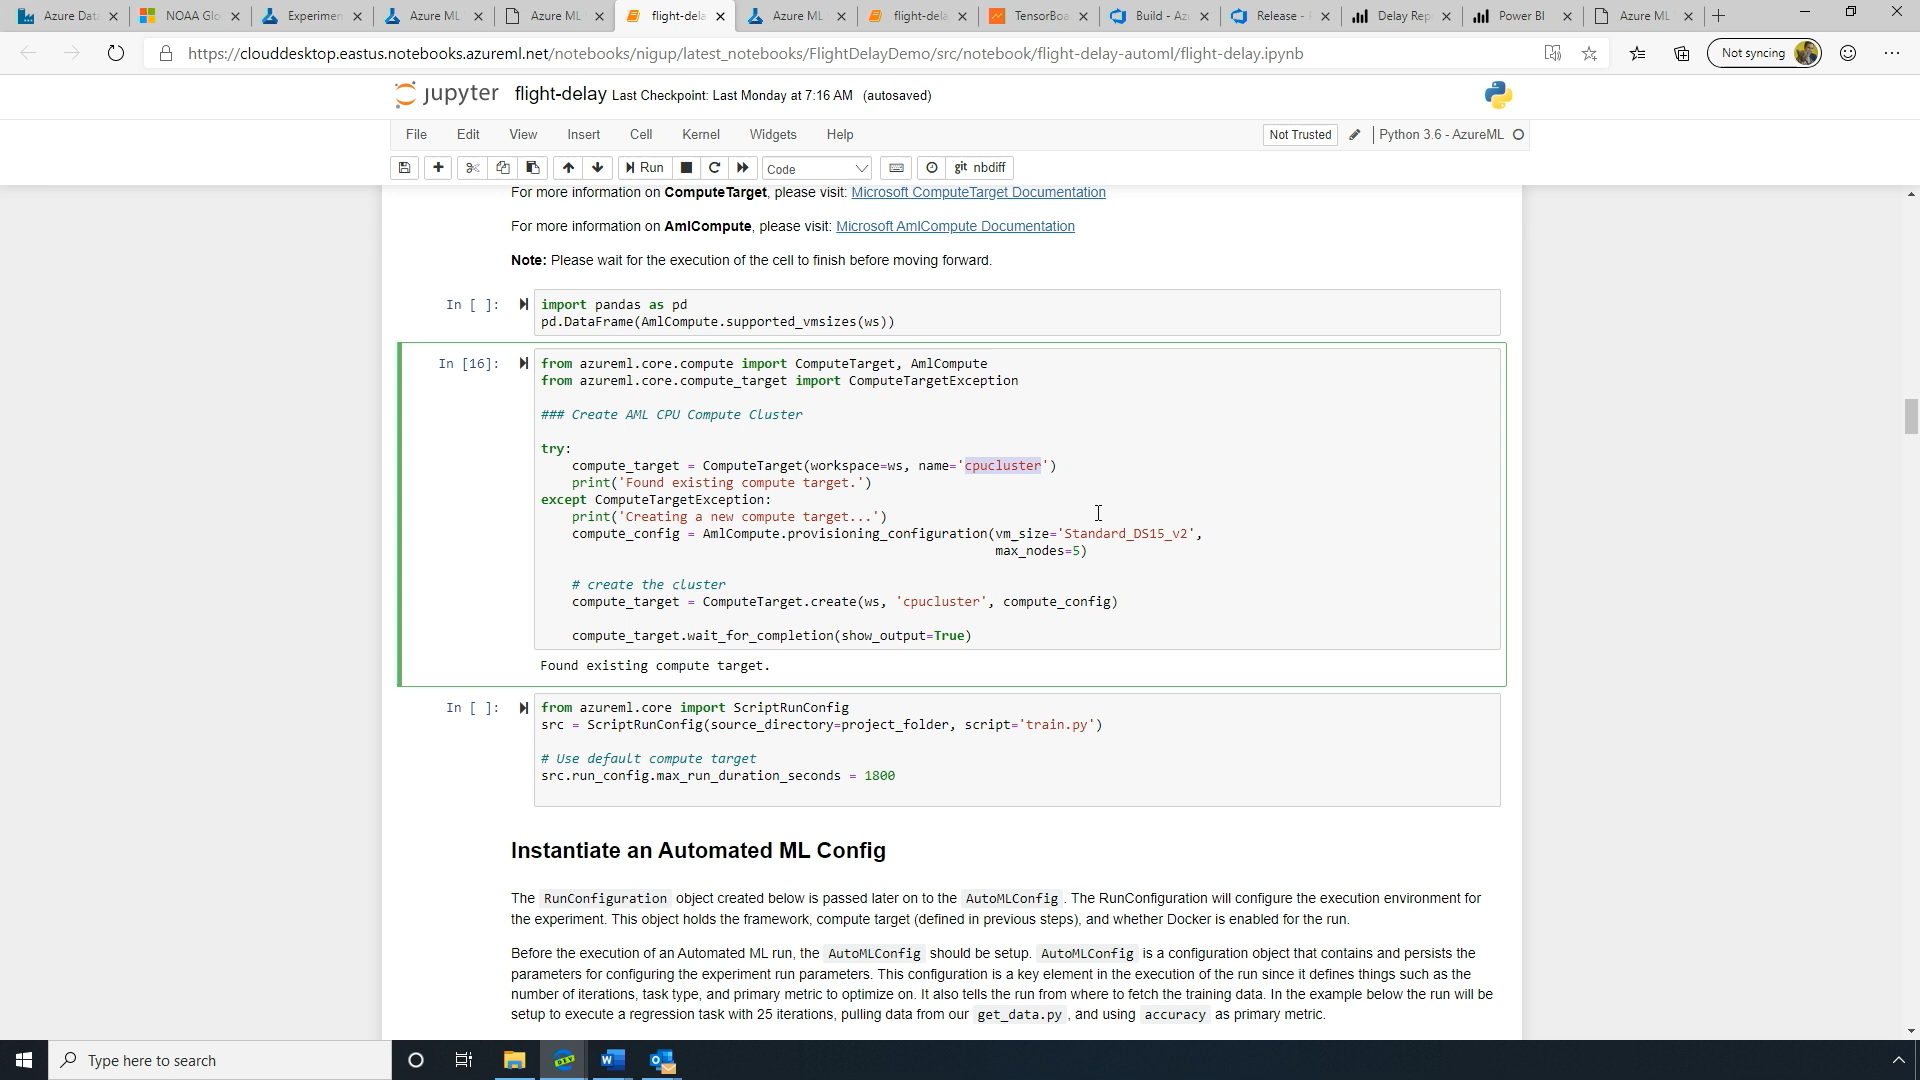 Azure Dat
NOAA Glo
Experimen
Azure ML
Azure ML
flight-dela
Azure ML
flight-dela
TensorBoa
Build - Az
Release -
Delay Rep
Power BI
Azure ML
https://clouddesktop.eastus.notebooks.azureml.net/notebooks/nigup/latest_notebooks/FlightDelayDemo/src/notebook/flight-delay-automl/flight-delay.ipynb
Not syncing
jupyter flight-delay Last Checkpoint: Last Monday at 7:16 AM (autosaved)
File Edit View Insert Cell Kernel Widgets Help
Not Trusted Python 3.6 - AzureML
Run Code git nbdiff
For more information on ComputeTarget, please visit: Microsoft ComputeTarget Documentation
For more information on AmlCompute, please visit: Microsoft AmlCompute Documentation
Note: Please wait for the execution of the cell to finish before moving forward.
In [ ]: import pandas as pd
pd.DataFrame(AmlCompute.supported_vmsizes(ws))
In [16]: from azureml.core.compute import ComputeTarget, AmlCompute
from azureml.core.compute_target import ComputeTargetException
### Create AML CPU Compute Cluster
try:
    compute_target = ComputeTarget(workspace=ws, name='cpucluster')
    print('Found existing compute target.')
except ComputeTargetException:
    print('Creating a new compute target...')
    compute_config = AmlCompute.provisioning_configuration(vm_size='Standard_DS15_v2',
                                                           max_nodes=5)
    # create the cluster
    compute_target = ComputeTarget.create(ws, 'cpucluster', compute_config)
    compute_target.wait_for_completion(show_output=True)
Found existing compute target.
In [ ]: from azureml.core import ScriptRunConfig
src = ScriptRunConfig(source_directory=project_folder, script='train.py')
# Use default compute target
src.run_config.max_run_duration_seconds = 1800
Instantiate an Automated ML Config
The RunConfiguration object created below is passed later on to the AutoMLConfig . The RunConfiguration will configure the execution environment for
the experiment. This object holds the framework, compute target (defined in previous steps), and whether Docker is enabled for the run.
Before the execution of an Automated ML run, the AutoMLConfig should be setup. AutoMLConfig is a configuration object that contains and persists the
parameters for configuring the experiment run parameters. This configuration is a key element in the execution of the run since it defines things such as the
number of iterations, task type, and primary metric to optimize on. It also tells the run from where to fetch the training data. In the example below the run will be
setup to execute a regression task with 25 iterations, pulling data from our get_data.py , and using accuracy as primary metric.
Type here to search